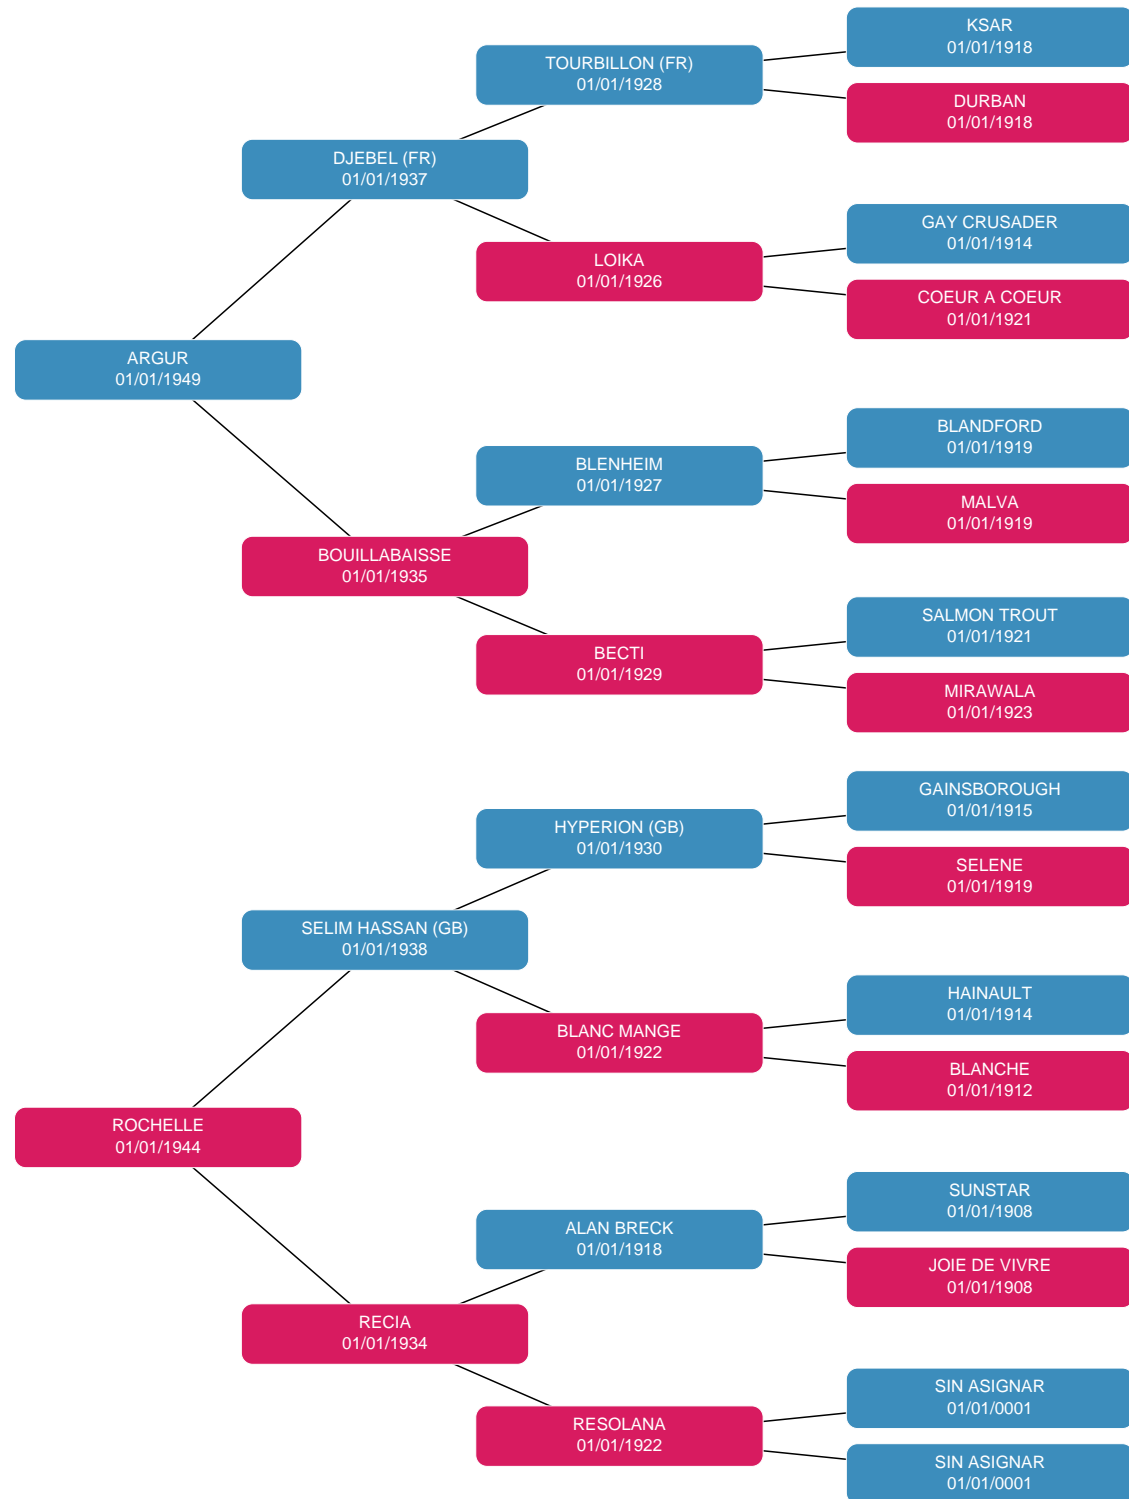 KSAR
01/01/1918
TOURBILLON (FR)
01/01/1928
DURBAN
01/01/1918
DJEBEL (FR)
01/01/1937
GAY CRUSADER
01/01/1914
LOIKA
01/01/1926
COEUR A COEUR
01/01/1921
ARGUR
01/01/1949
BLANDFORD
01/01/1919
BLENHEIM
01/01/1927
MALVA
01/01/1919
BOUILLABAISSE
01/01/1935
SALMON TROUT
01/01/1921
BECTI
01/01/1929
MIRAWALA
01/01/1923
GAINSBOROUGH
01/01/1915
HYPERION (GB)
01/01/1930
SELENE
01/01/1919
SELIM HASSAN (GB)
01/01/1938
HAINAULT
01/01/1914
BLANC MANGE
01/01/1922
BLANCHE
01/01/1912
ROCHELLE
01/01/1944
SUNSTAR
01/01/1908
ALAN BRECK
01/01/1918
JOIE DE VIVRE
01/01/1908
RECIA
01/01/1934
SIN ASIGNAR
01/01/0001
RESOLANA
01/01/1922
SIN ASIGNAR
01/01/0001